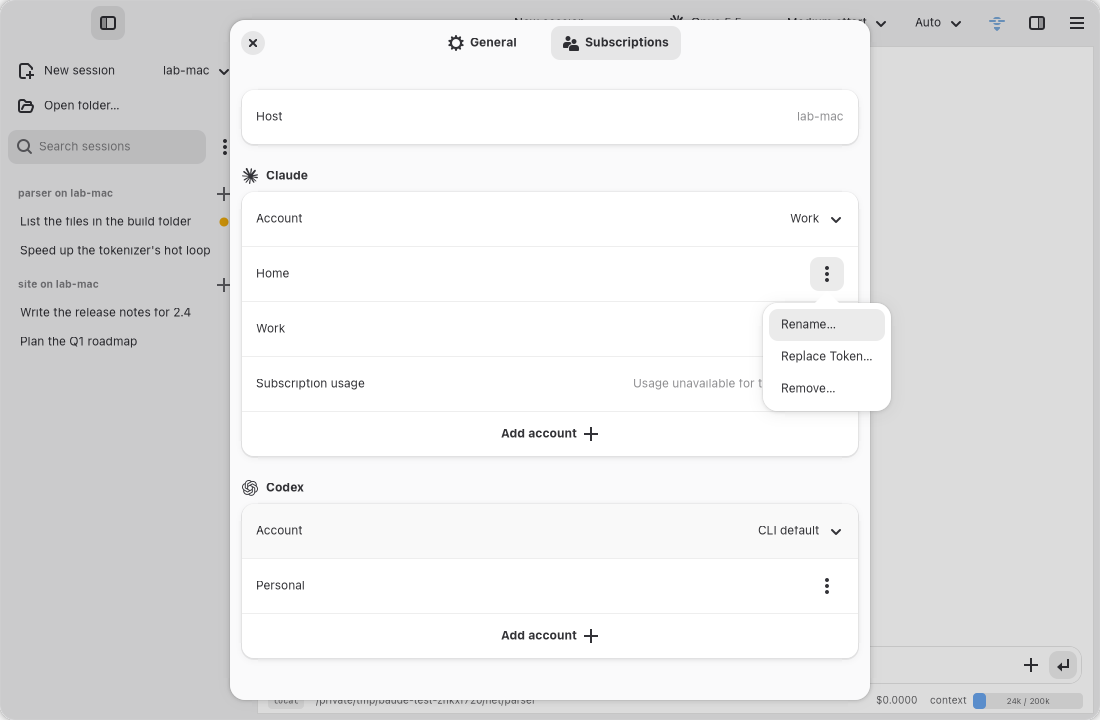 General
Subscriptions
Auto
New session
lab-mac
Open folder...
Search sessions
parser on lab-mac
List the files in the build folder
Speed up the tokenizer's hot loop
site on lab-mac
Write the release notes for 2.4
Plan the Q1 roadmap
Host
lab-mac
Claude
Account
Work
Home
Work
Subscription usage
Usage unavailable for t
Rename...
Replace Token...
Remove...
Add account
Codex
Account
CLI default
Personal
Add account
$0.0000
context
24k / 200k